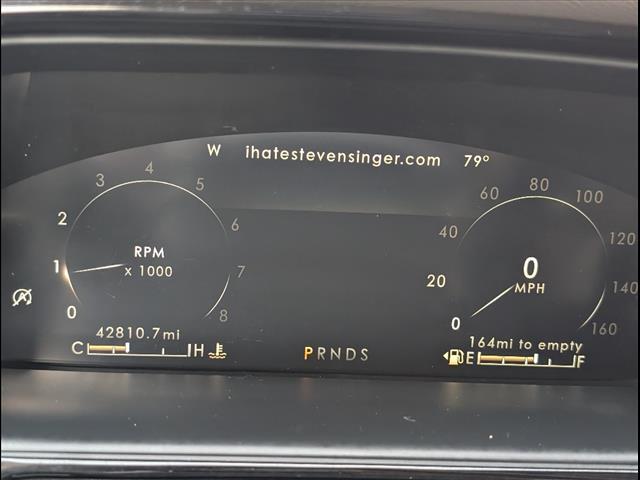 W ihatestevensinger.com 79°
0 1 2 3 4 5 6 7 8
RPM
x 1000
0 20 40 60 80 100 120 140 160
0
MPH
A
42810.7mi
C H
PRNDS
164mi to empty
E F